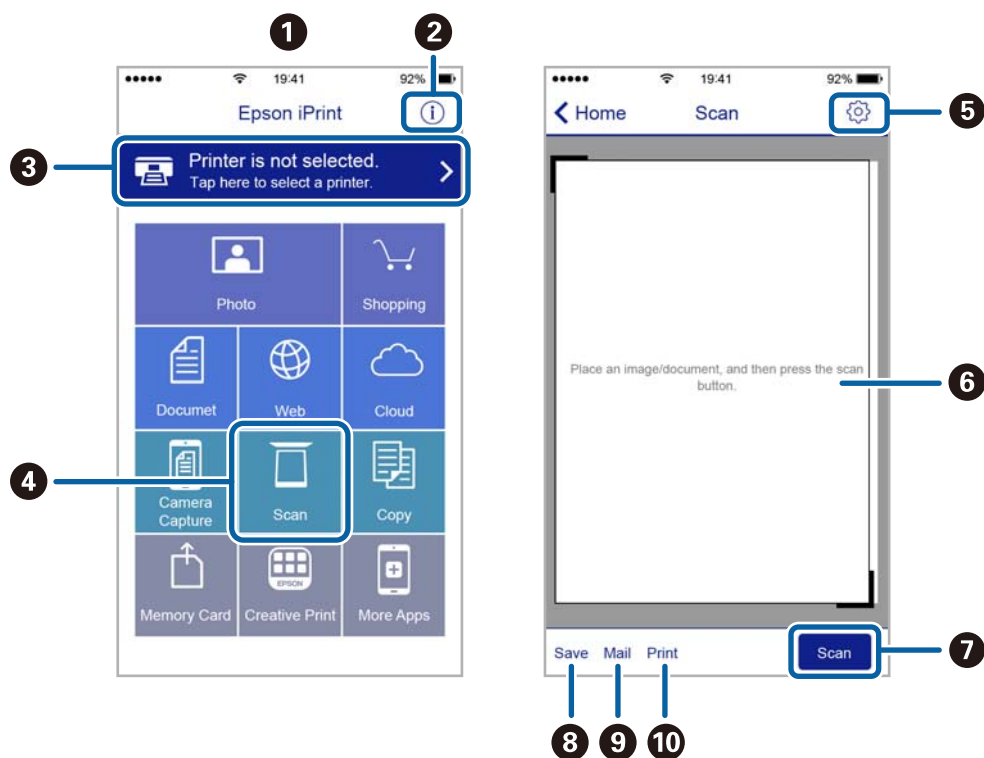 1 2
19:41 92%
Epson iPrint
3
Printer is not selected.
Tap here to select a printer.
Photo Shopping
Documet Web Cloud
4
Camera
Capture
Scan Copy
EPSON
Memory Card Creative Print More Apps
19:41 92%
Home Scan
5
Place an image/document, and then press the scan
button.
6
Save Mail Print Scan
7
8 9 10